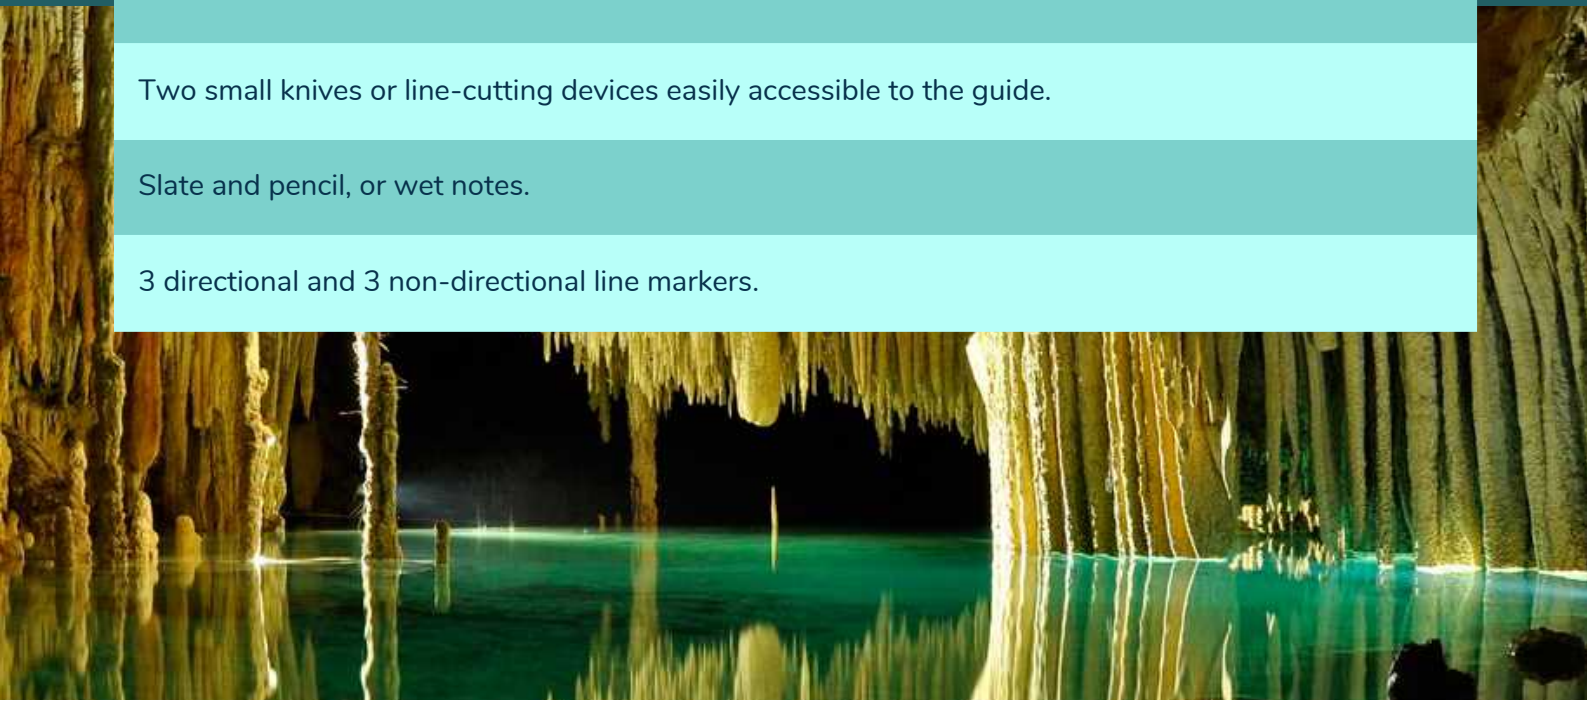 Two small knives or line-cutting devices easily accessible to the guide.
Slate and pencil, or wet notes.
3 directional and 3 non-directional line markers.